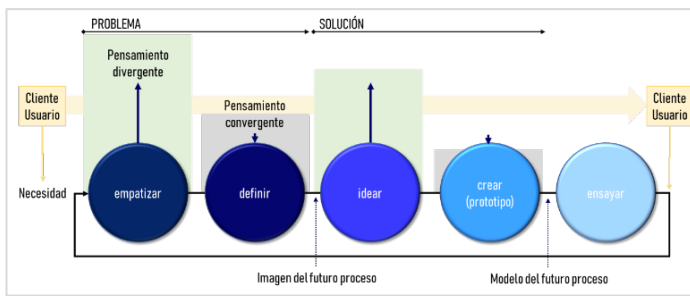 PROBLEMA
SOLUCIÓN
Pensamiento
divergente
Cliente
Usuario
Pensamiento
convergente
Cliente
Usuario
Necesidad
empatizar
definir
idear
crear
(prototipo)
ensayar
Imagen del futuro proceso
Modelo del futuro proceso